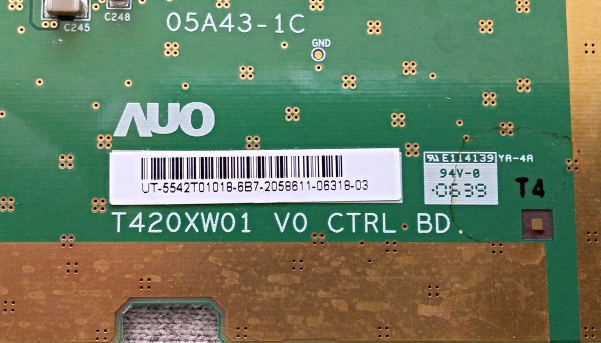 C245
C248
05A43-1C
GND
AUO
E114139 YA-4A
94V-0
0639
T4
UT-5542T01018-6B7-2058611-06318-03
T420XW01 V0 CTRL BD.